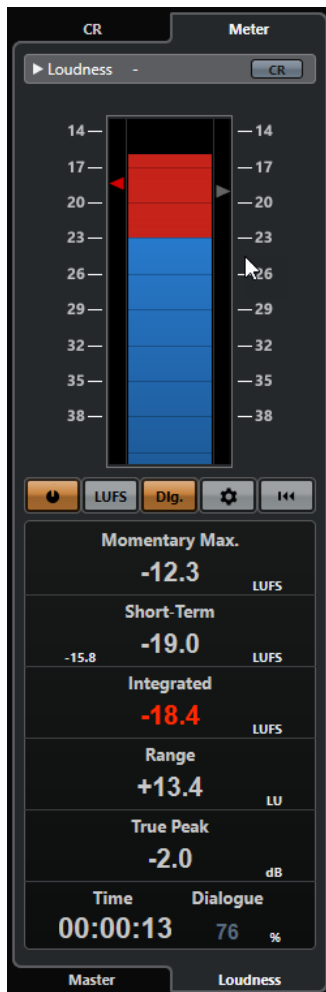 CR Meter
Loudness - CR
14 14
17 17
20 20
23 23
26 26
29 29
32 32
35 35
38 38
LUFS Dlg.
Momentary Max.
-12.3 LUFS
Short-Term
-15.8 -19.0 LUFS
Integrated
-18.4 LUFS
Range
+13.4 LU
True Peak
-2.0 dB
Time Dialogue
00:00:13 76 %
Master Loudness